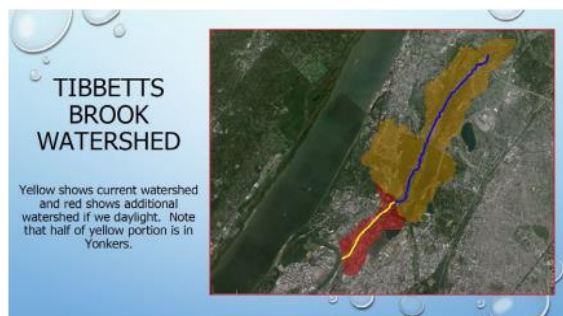 TIBBETTS
BROOK
WATERSHED
Yellow shows current watershed
and red shows additional
watershed if we daylight. Note
that half of yellow portion is in
Yonkers.